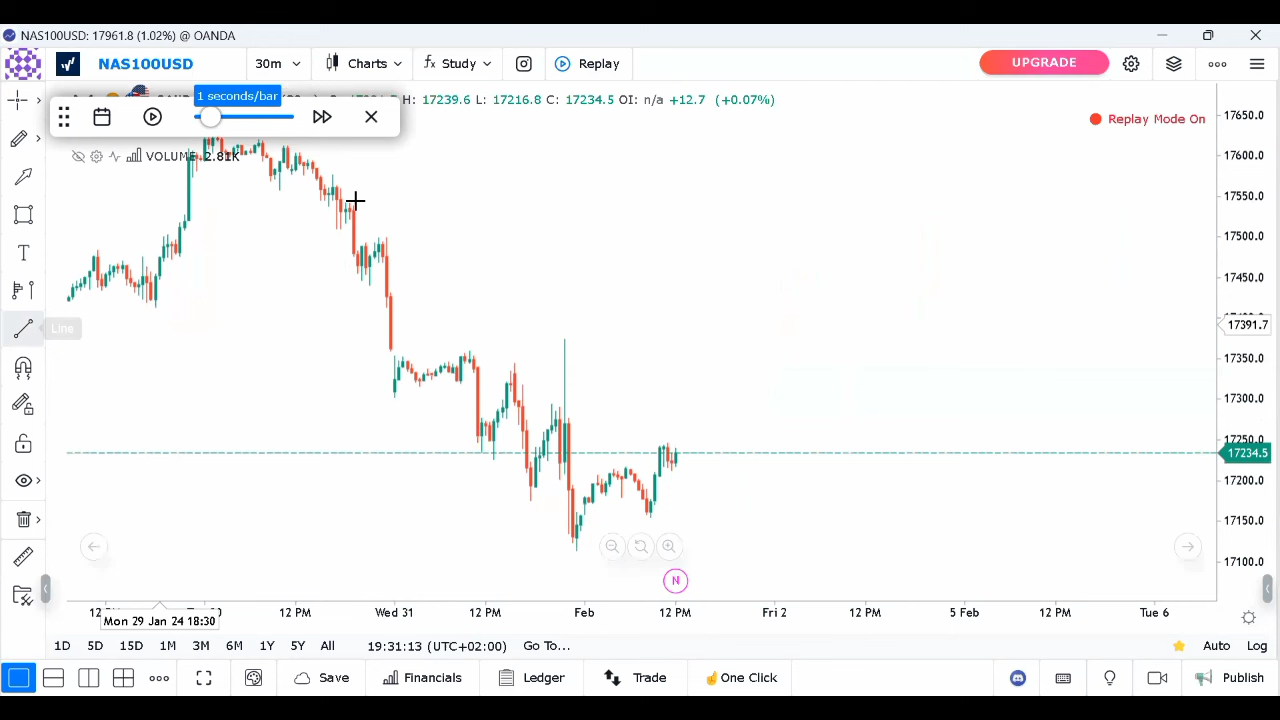 NAS100USD: 17961.8 (1.02%) @ OANDA
NAS100USD 30m Charts Study Replay UPGRADE
1 seconds/bar
H: 17239.6 L: 17216.8 C: 17234.5 OI: n/a +12.7 (+0.07%)
Replay Mode On
VOLUME 2.81K
17650.0
17600.0
17550.0
17500.0
17450.0
17391.7
17350.0
17300.0
17250.0
17234.5
17200.0
17150.0
17100.0
Line
N
12 PM Wed 31 12 PM Feb 12 PM Fri 2 12 PM 5 Feb 12 PM Tue 6
Mon 29 Jan 24 18:30
1D 5D 15D 1M 3M 6M 1Y 5Y All 19:31:13 (UTC+02:00) Go To... Auto Log
Save Financials Ledger Trade One Click Publish